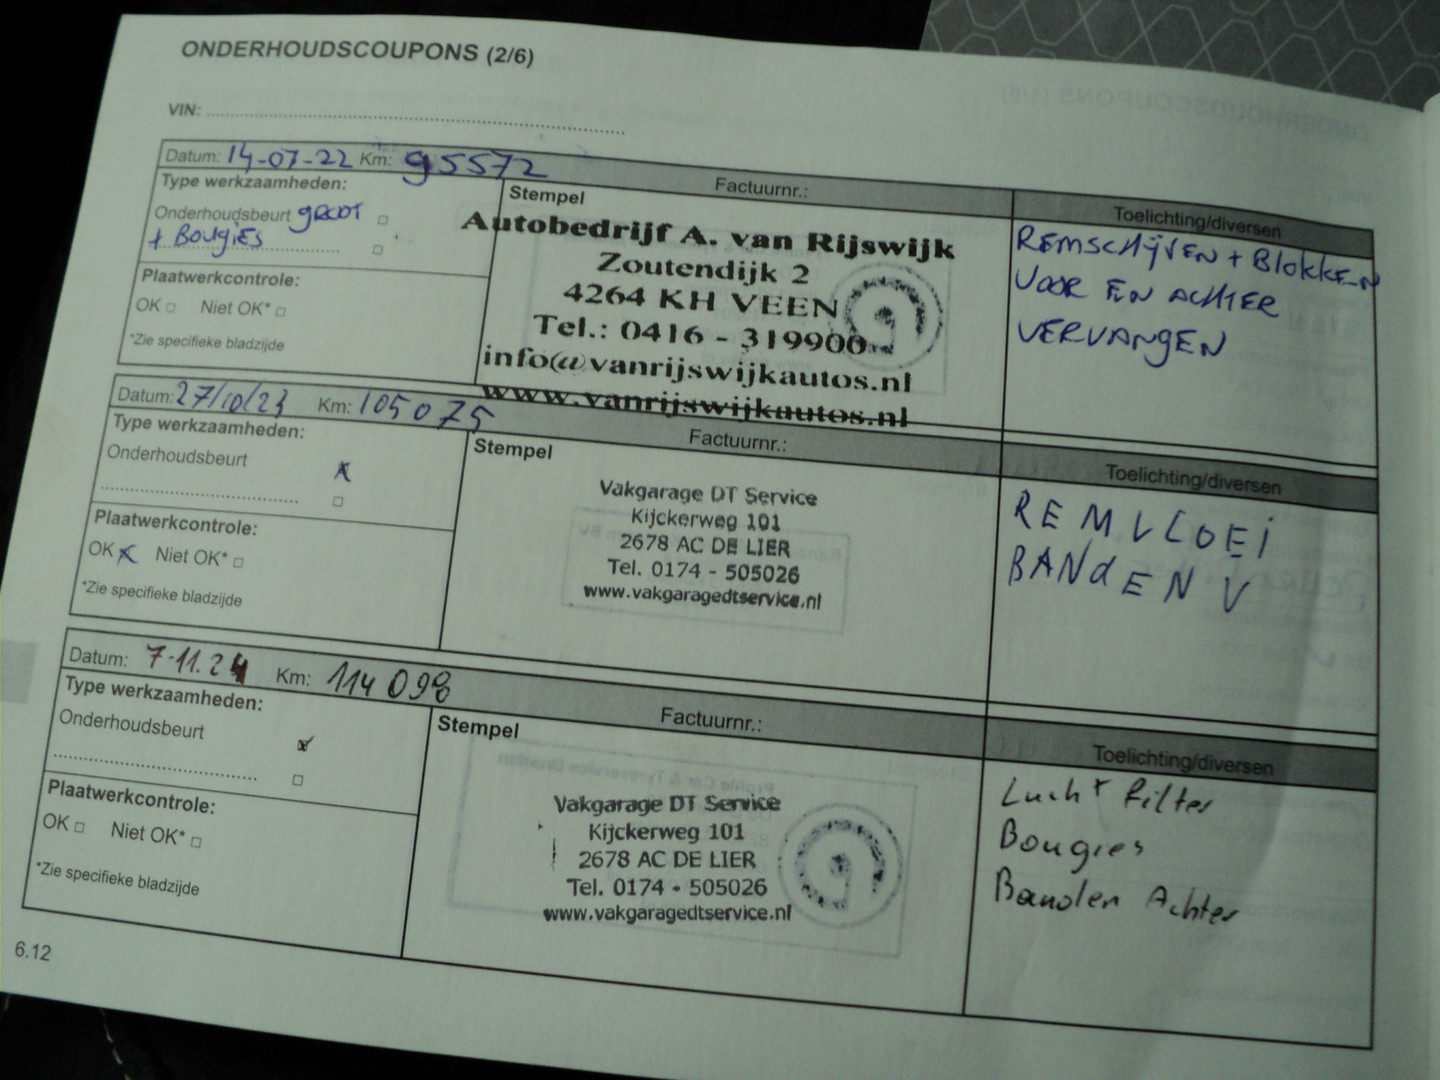 ONDERHOUDSCOUPONS (2/6)
VIN:
Datum: 14-07-22 Km: 95572
Factuurnr.:
Type werkzaamheden:
Onderhoudsbeurt GROOT
+ BOUGIES
Plaatwerkcontrole:
OK Niet OK*
*Zie specifieke bladzijde
Stempel
Autobedrijf A. van Rijswijk
Zoutendijk 2
4264 KH VEEN
Tel.: 0416 - 319900
info@vanrijswijkautos.nl
www.vanrijswijkautos.nl
Toelichting/diversen
REMSCHIJVEN + BLOKKEN
VOOR EN ACHTER
VERVANGEN
Datum: 27/10/23 Km: 105075
Factuurnr.:
Type werkzaamheden:
Onderhoudsbeurt X
Plaatwerkcontrole:
OK X Niet OK*
*Zie specifieke bladzijde
Stempel
Vakgarage DT Service
Kijckerweg 101
2678 AC DE LIER
Tel. 0174 - 505026
www.vakgaragedtservice.nl
Toelichting/diversen
REMVLOEI
BANdEN V
Datum: 7-11.24 Km: 114098
Factuurnr.:
Type werkzaamheden:
Onderhoudsbeurt
Plaatwerkcontrole:
OK Niet OK*
*Zie specifieke bladzijde
Stempel
Vakgarage DT Service
Kijckerweg 101
2678 AC DE LIER
Tel. 0174 - 505026
www.vakgaragedtservice.nl
Toelichting/diversen
Lucht filter
Bougies
Banden Achter
6.12